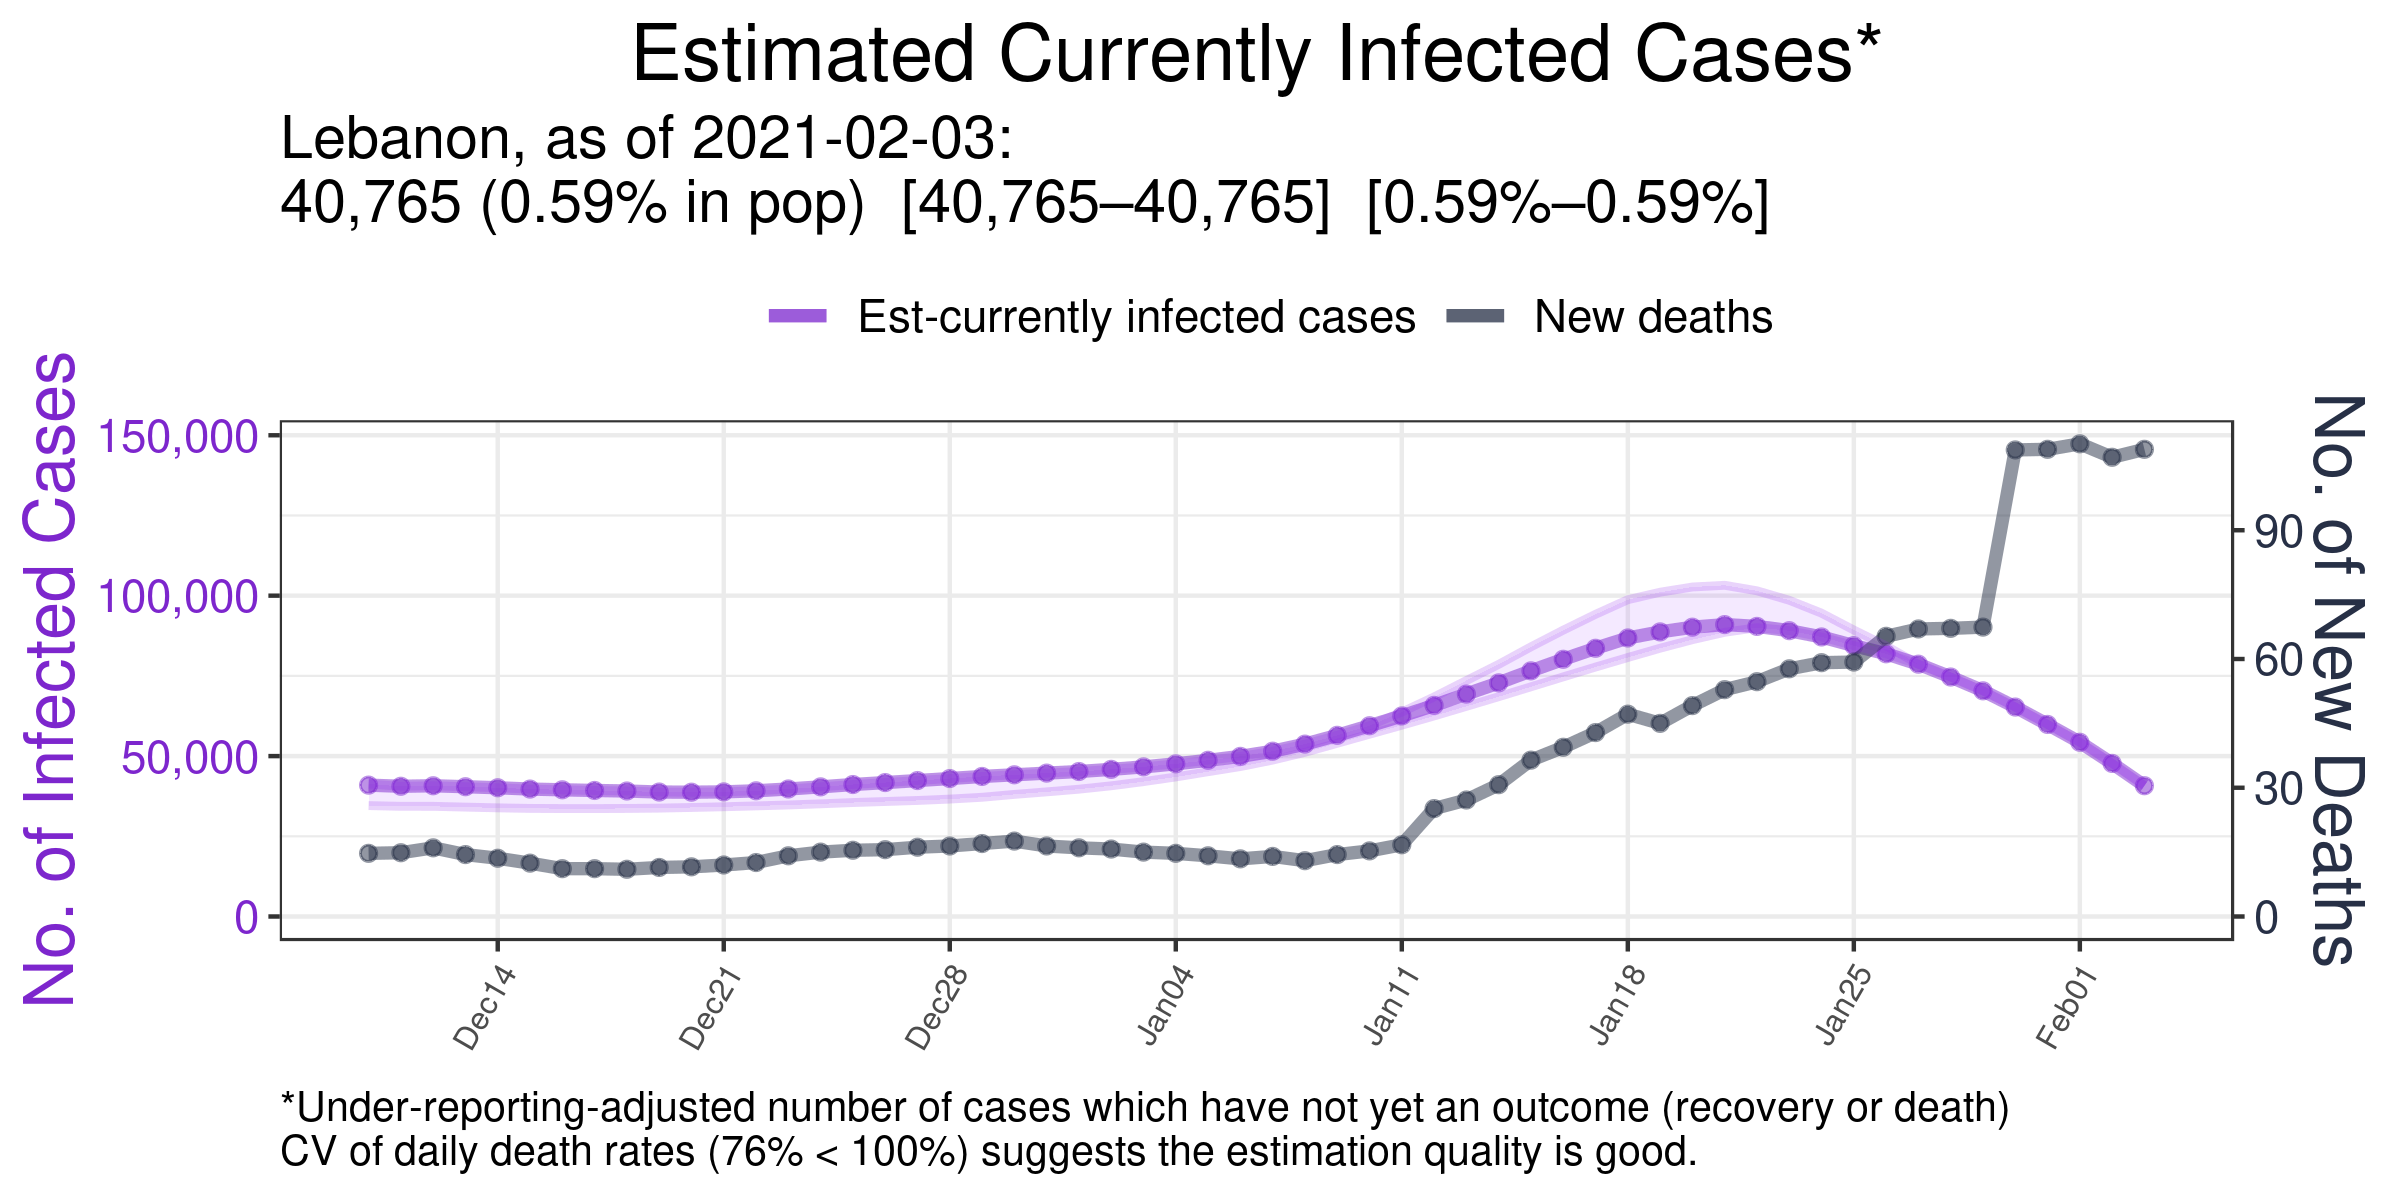 Estimated Currently Infected Cases*
Lebanon, as of 2021-02-03:
40,765 (0.59% in pop)  [40,765–40,765]  [0.59%–0.59%]
Est-currently infected cases
New deaths
No. of Infected Cases
150,000
100,000
50,000
0
No. of New Deaths
90
60
30
0
Dec14
Dec21
Dec28
Jan04
Jan11
Jan18
Jan25
Feb01
*Under-reporting-adjusted number of cases which have not yet an outcome (recovery or death)
CV of daily death rates (76% < 100%) suggests the estimation quality is good.